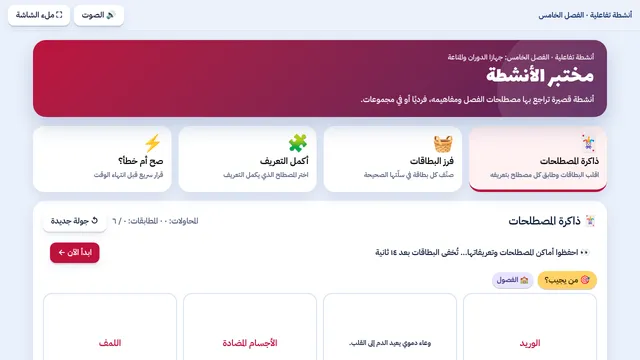 أنشطة تفاعلية - الفصل الخامس
🔊 الصوت
⛶ ملء الشاشة
أنشطة تفاعلية - الفصل الخامس: جهازا الدوران والمناعة
مختبر الأنشطة
أنشطة قصيرة تراجع بها مصطلحات الفصل ومفاهيمه، فرديًا أو في مجموعات.
ذاكرة المصطلحات
اقلب البطاقات وطابق كل مصطلح بتعريفه
فرز البطاقات
صنّف كل بطاقة في سلّتها الصحيحة
أكمل التعريف
اختر المصطلح الذي يكمل التعريف
صح أم خطأ؟
قرار سريع قبل انتهاء الوقت
ذاكرة المصطلحات
المحاولات: ٠ · المطابقات: ٠ / ٦
↺ جولة جديدة
احفظوا أماكن المصطلحات وتعريفاتها... تُخفى البطاقات بعد ١٤ ثانية
ابدأ الآن ←
من يجيب؟
الفصول
الوريد
وعاء دموي يعيد الدم إلى القلب.
الأجسام المضادة
اللمف